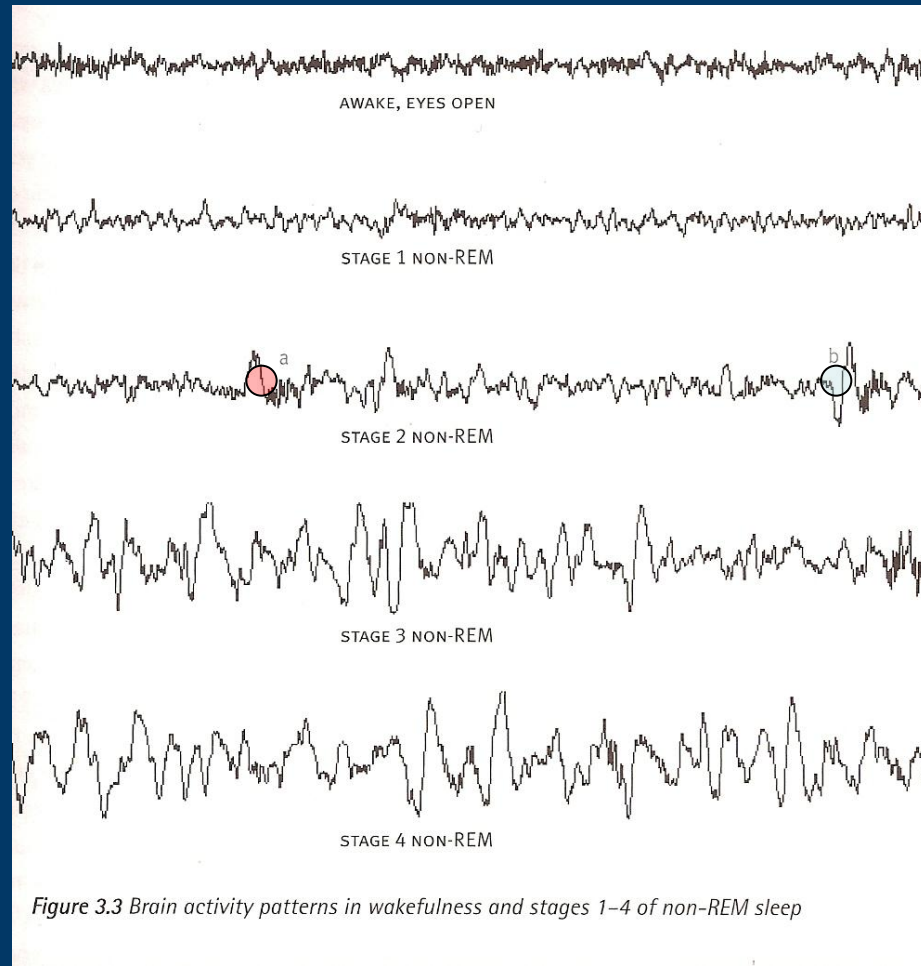 AWAKE, EYES OPEN
STAGE 1 NON-REM
a
b
STAGE 2 NON-REM
STAGE 3 NON-REM
STAGE 4 NON-REM
Figure 3.3 Brain activity patterns in wakefulness and stages 1–4 of non-REM sleep